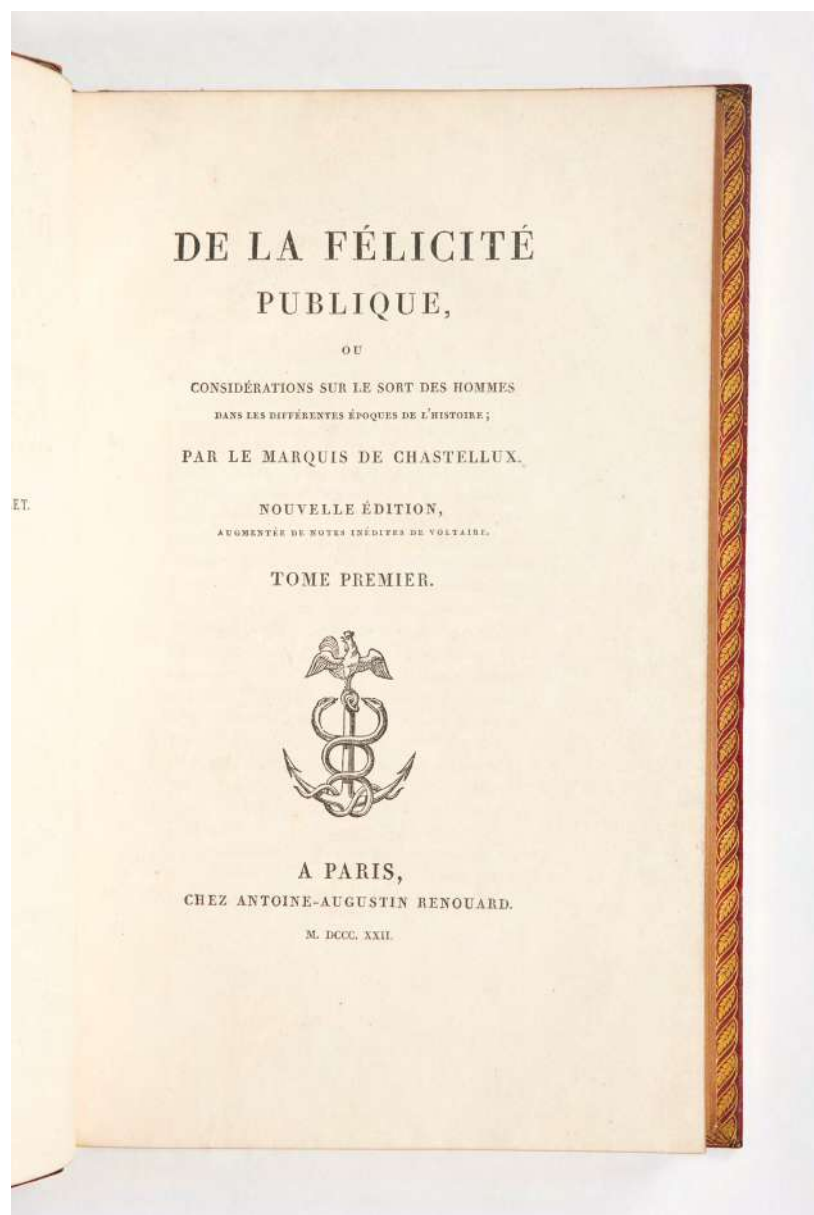 ET.
DE LA FÉLICITÉ
PUBLIQUE,
OU
CONSIDÉRATIONS SUR LE SORT DES HOMMES
DANS LES DIFFÉRENTES ÉPOQUES DE L'HISTOIRE;
PAR LE MARQUIS DE CHASTELLUX.
NOUVELLE ÉDITION,
AUGMENTÉE DE NOTES INÉDITES DE VOLTAIRE.
TOME PREMIER.
A PARIS,
CHEZ ANTOINE-AUGUSTIN RENOUARD.
M. DCCC. XXII.